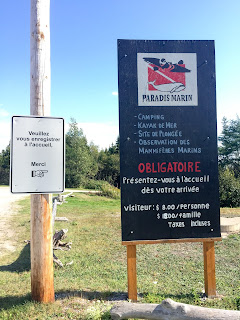 Veuillez
vous enregistrer
à l'accueil.
Merci
PARADIS MARIN
- CAMPING
- KAYAK DE MER
- SITE DE PLONGÉE
- OBSERVATION DES
MAMMIFÈRES MARINS
OBLIGATOIRE
PRÉSENTEZ-VOUS À L'ACCUEIL
DÈS VOTRE ARRIVÉE
VISITEUR: $ 8.00/PERSONNE
/FAMILLE
TAXES INCLUSES